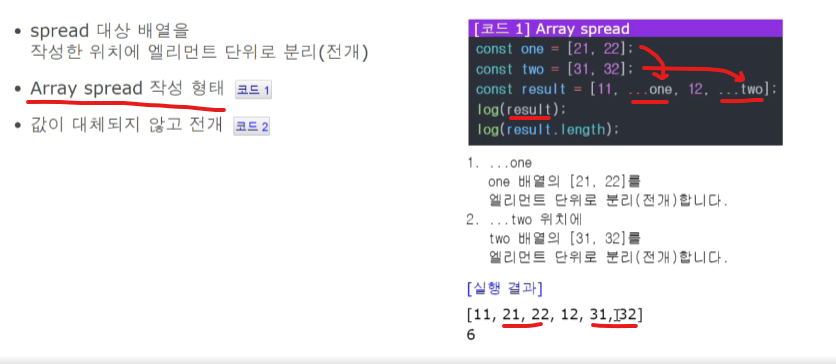 • spread 대상 배열을
작성한 위치에 엘리먼트 단위로 분리(전개)
• Array spread 작성 형태 코드 1
• 값이 대체되지 않고 전개 코드 2
[코드 1] Array spread
const one = [21, 22];
const two = [31, 32];
const result = [11, ...one, 12, ...two];
log(result);
log(result.length);
1. ...one
one 배열의 [21, 22]를
엘리먼트 단위로 분리(전개)합니다.
2. ...two 위치에
two 배열의 [31, 32]를
엘리먼트 단위로 분리(전개)합니다.
[실행 결과]
[11, 21, 22, 12, 31, 32]
6